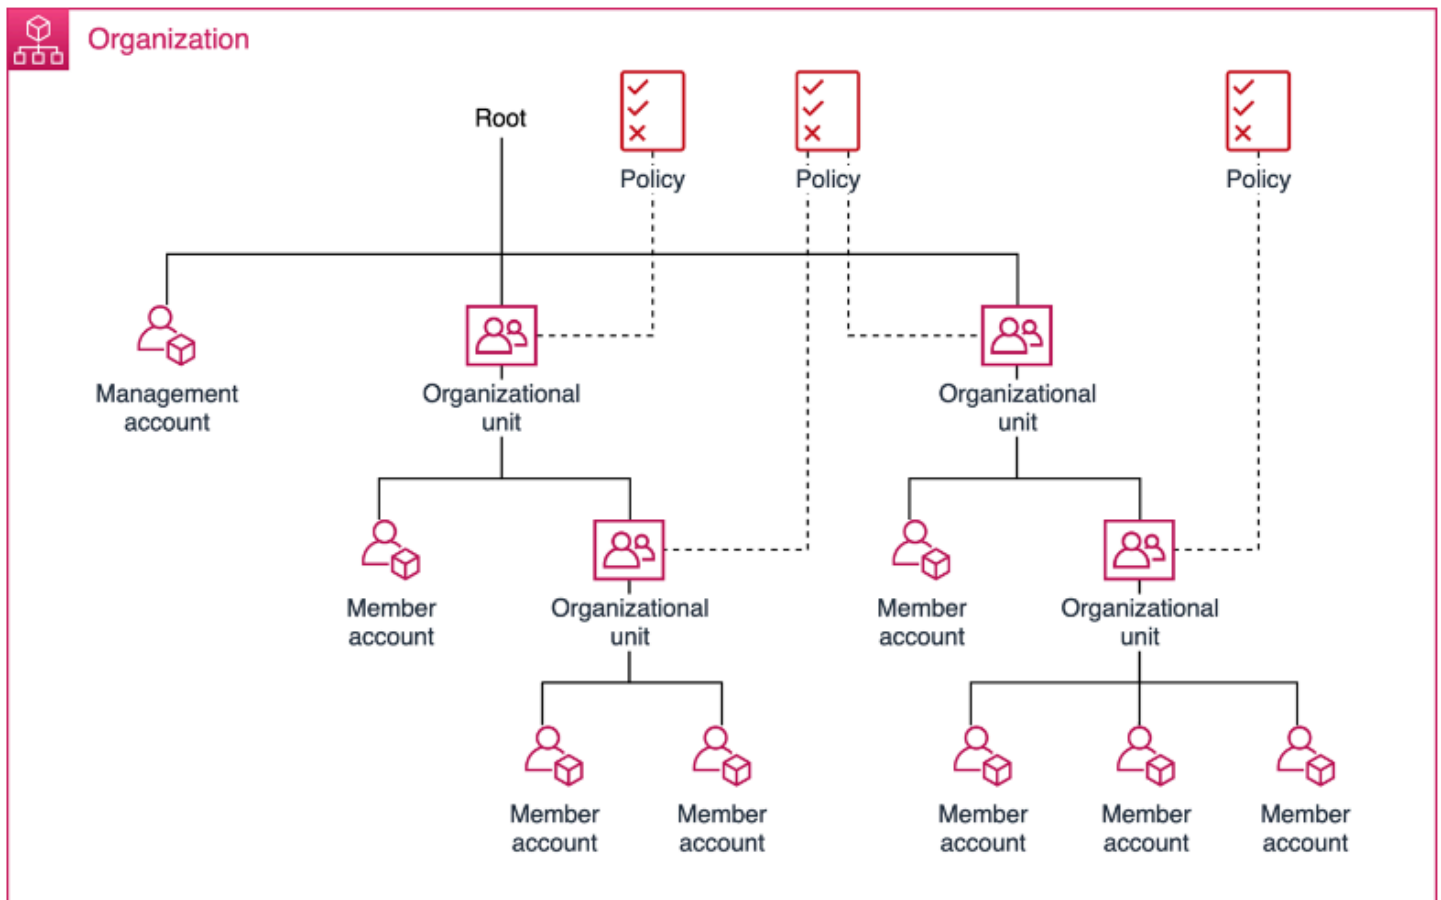 Organization
Root
Policy
Policy
Policy
Management
account
Organizational
unit
Organizational
unit
Member
account
Organizational
unit
Member
account
Organizational
unit
Member
account
Member
account
Member
account
Member
account
Member
account